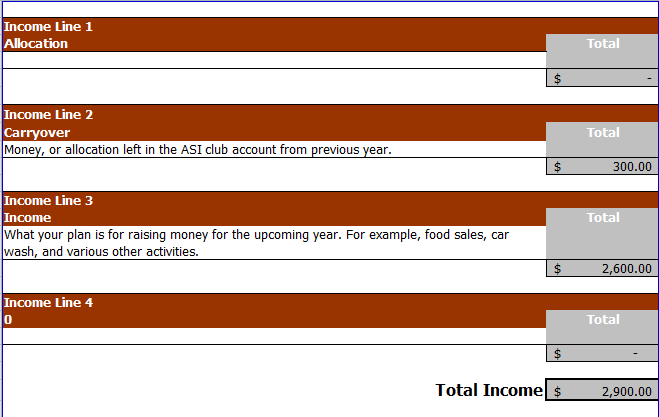 Income Line 1
Allocation Total
$ -
Income Line 2
Carryover Total
Money, or allocation left in the ASI club account from previous year.
$ 300.00
Income Line 3
Income Total
What your plan is for raising money for the upcoming year. For example, food sales, car
wash, and various other activities.
$ 2,600.00
Income Line 4
0 Total
$ -
Total Income $ 2,900.00